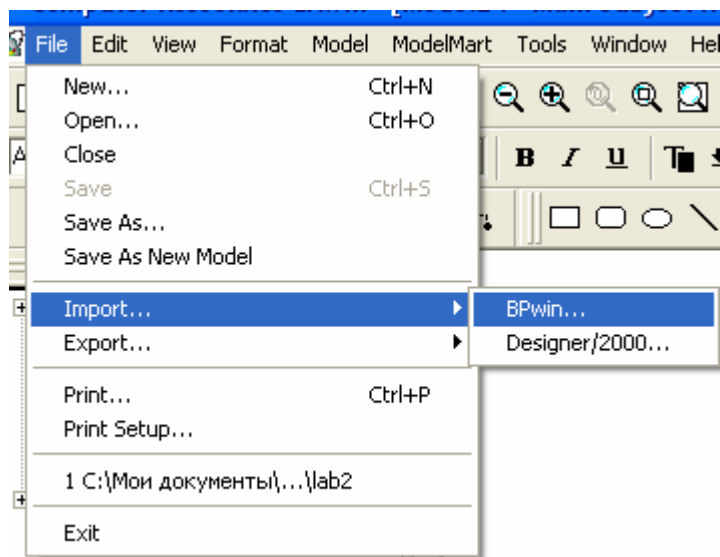 File Edit View Format Model ModelMart Tools Window Hel
New... Ctrl+N
Open... Ctrl+O
Close
Save Ctrl+S
Save As...
Save As New Model
Import...
BPwin...
Export...
Designer/2000...
Print... Ctrl+P
Print Setup...
1 C:\Мои документы\...\lab2
Exit
B I U T
A